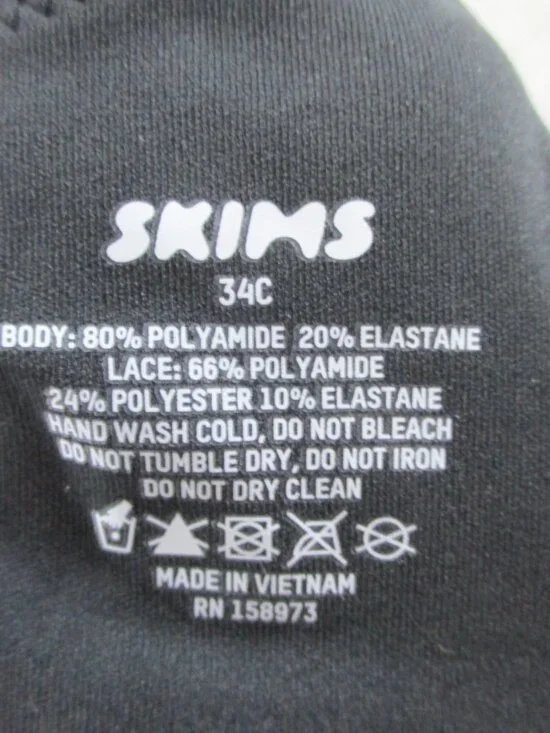 SKIMS
34C
BODY: 80% POLYAMIDE 20% ELASTANE
LACE: 66% POLYAMIDE
24% POLYESTER 10% ELASTANE
HAND WASH COLD, DO NOT BLEACH
DO NOT TUMBLE DRY, DO NOT IRON
DO NOT DRY CLEAN
MADE IN VIETNAM
RN 158973